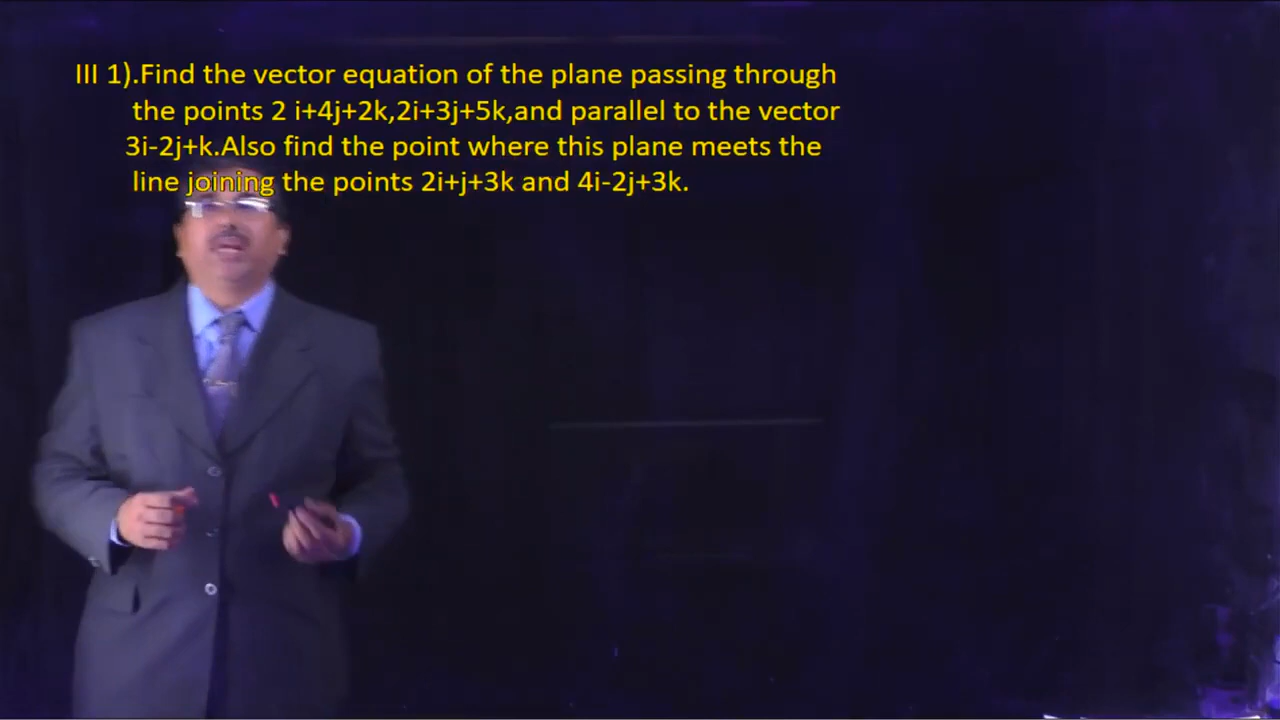 III 1).Find the vector equation of the plane passing through
the points 2 i+4j+2k,2i+3j+5k,and parallel to the vector
3i-2j+k.Also find the point where this plane meets the
line joining the points 2i+j+3k and 4i-2j+3k.